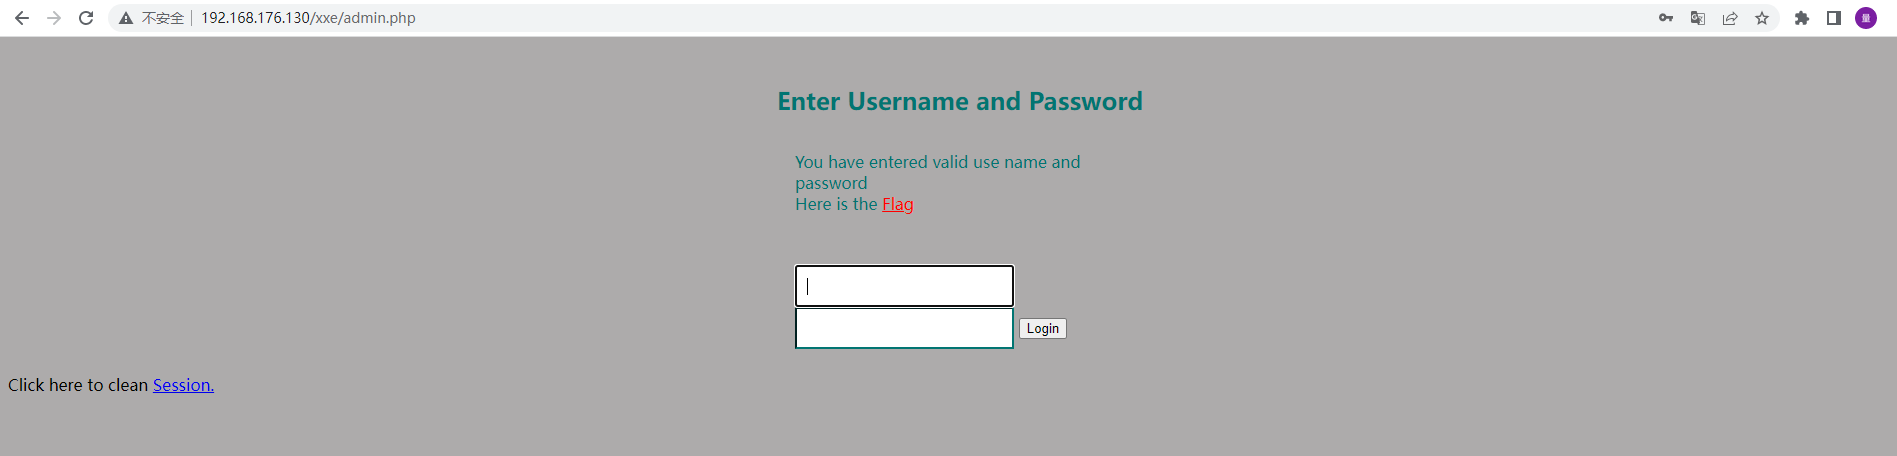 不安全 192.168.176.130/xxe/admin.php
量
Enter Username and Password
You have entered valid use name and
password
Here is the Flag
Login
Click here to clean Session.